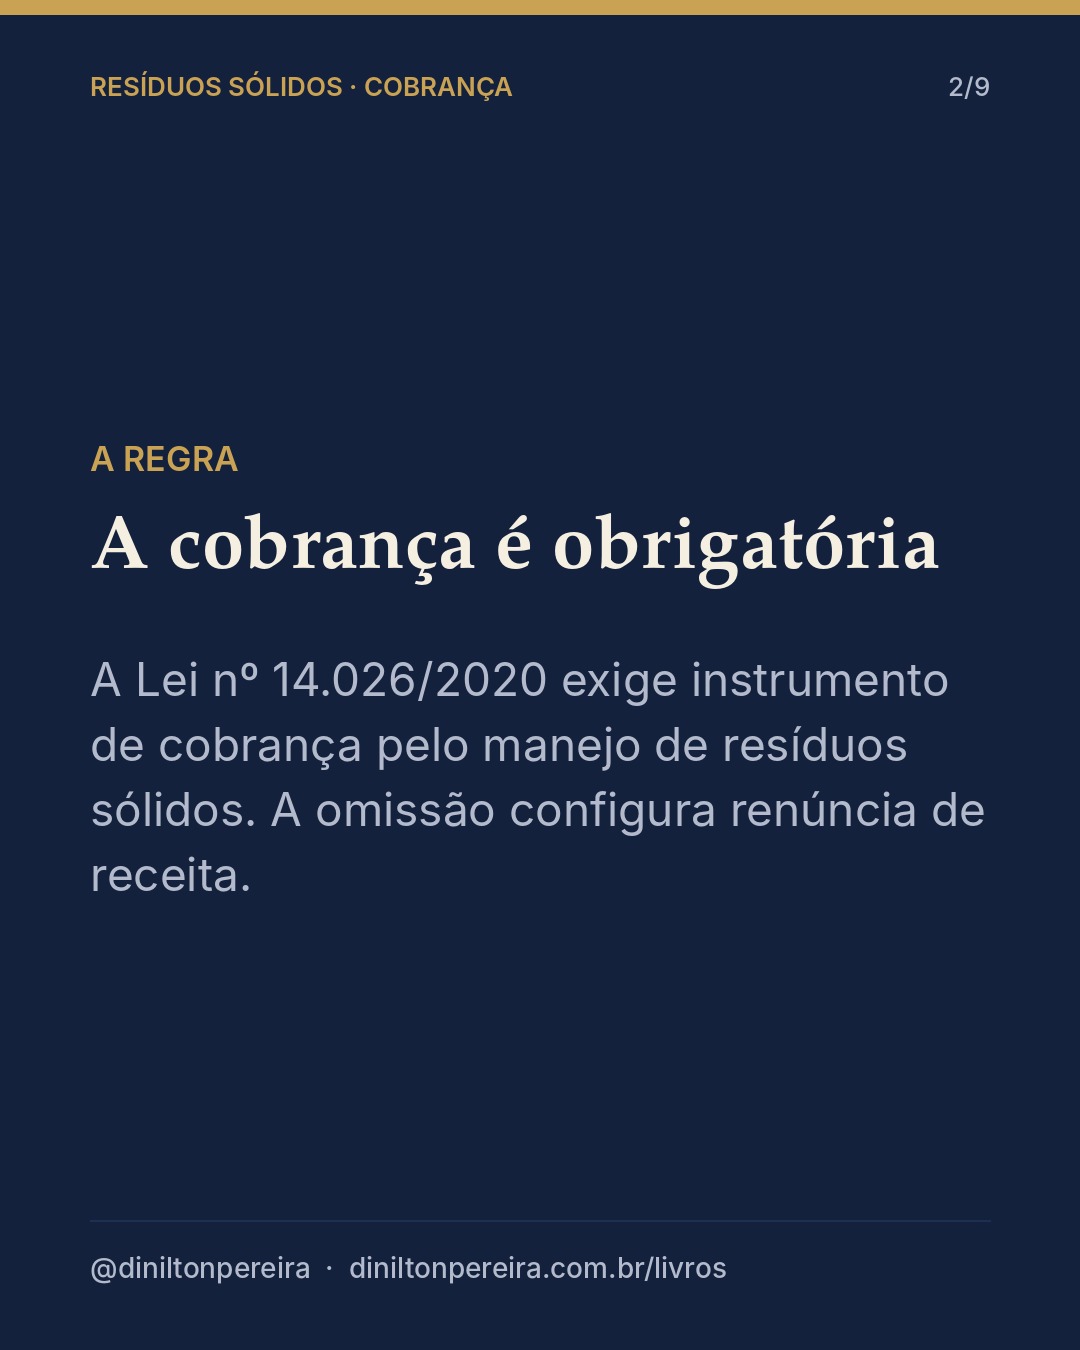 RESÍDUOS SÓLIDOS · COBRANÇA
2/9
A REGRA
A cobrança é obrigatória
A Lei nº 14.026/2020 exige instrumento
de cobrança pelo manejo de resíduos
sólidos. A omissão configura renúncia de
receita.
@diniltonpereira · diniltonpereira.com.br/livros